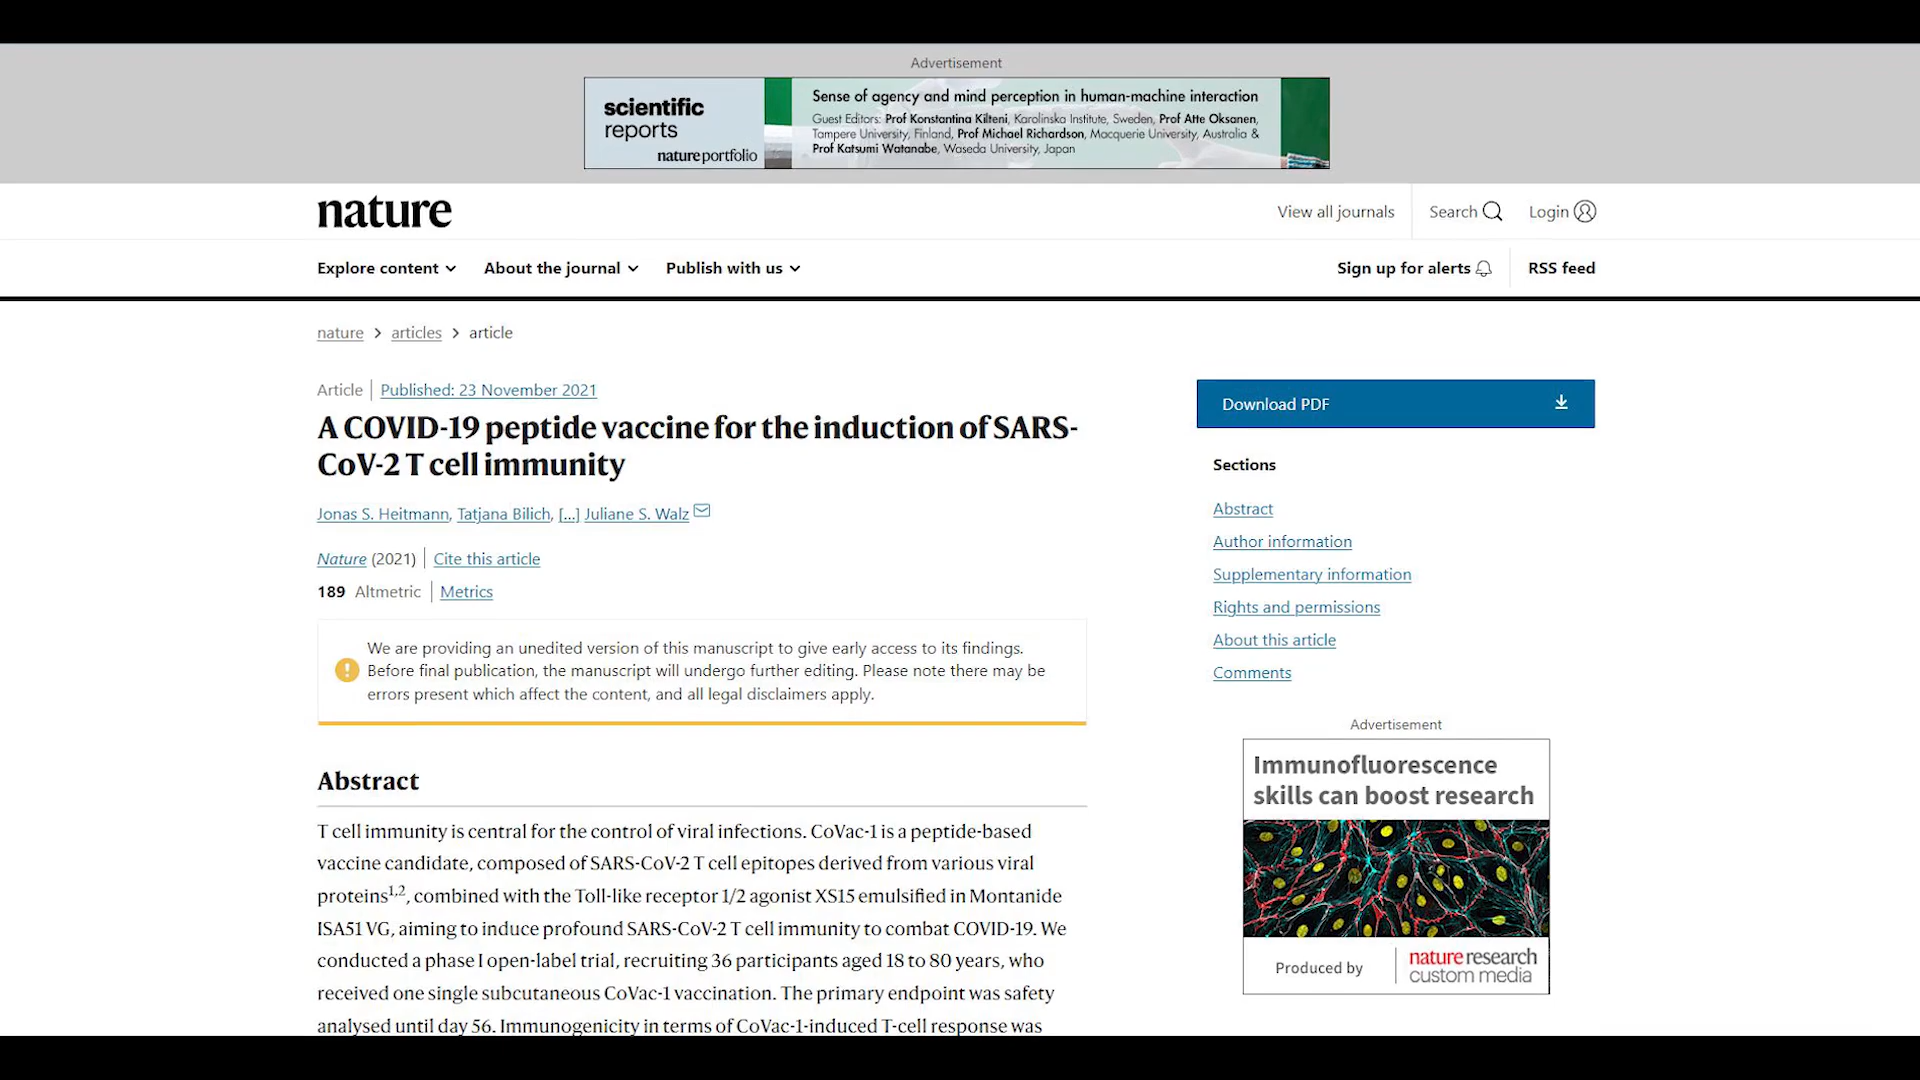 Advertisement
scientific
reports
nature portfolio
Sense of agency and mind perception in human-machine interaction
Guest Editors: Prof Konstantina Kilteni, Karolinska Institute, Sweden, Prof Atte Oksanen,
Tampere University, Finland, Prof Michael Richardson, Macquerie University, Australia &
Prof Katsumi Watanabe, Waseda University, Japan
nature
View all journals
Search
Login
Explore content
About the journal
Publish with us
Sign up for alerts
RSS feed
nature > articles > article
Article | Published: 23 November 2021
A COVID-19 peptide vaccine for the induction of SARS-
CoV-2 T cell immunity
Jonas S. Heitmann, Tatjana Bilich, [...] Juliane S. Walz
Nature (2021) | Cite this article
189 Altmetric | Metrics
We are providing an unedited version of this manuscript to give early access to its findings.
Before final publication, the manuscript will undergo further editing. Please note there may be
errors present which affect the content, and all legal disclaimers apply.
Abstract
T cell immunity is central for the control of viral infections. CoVac-1 is a peptide-based
vaccine candidate, composed of SARS-CoV-2 T cell epitopes derived from various viral
proteins1,2, combined with the Toll-like receptor 1/2 agonist XS15 emulsified in Montanide
ISA51 VG, aiming to induce profound SARS-CoV-2 T cell immunity to combat COVID-19. We
conducted a phase I open-label trial, recruiting 36 participants aged 18 to 80 years, who
received one single subcutaneous CoVac-1 vaccination. The primary endpoint was safety
analysed until day 56. Immunogenicity in terms of CoVac-1-induced T-cell response was
Download PDF
Sections
Abstract
Author information
Supplementary information
Rights and permissions
About this article
Comments
Advertisement
Immunofluorescence
skills can boost research
Produced by
nature research
custom media